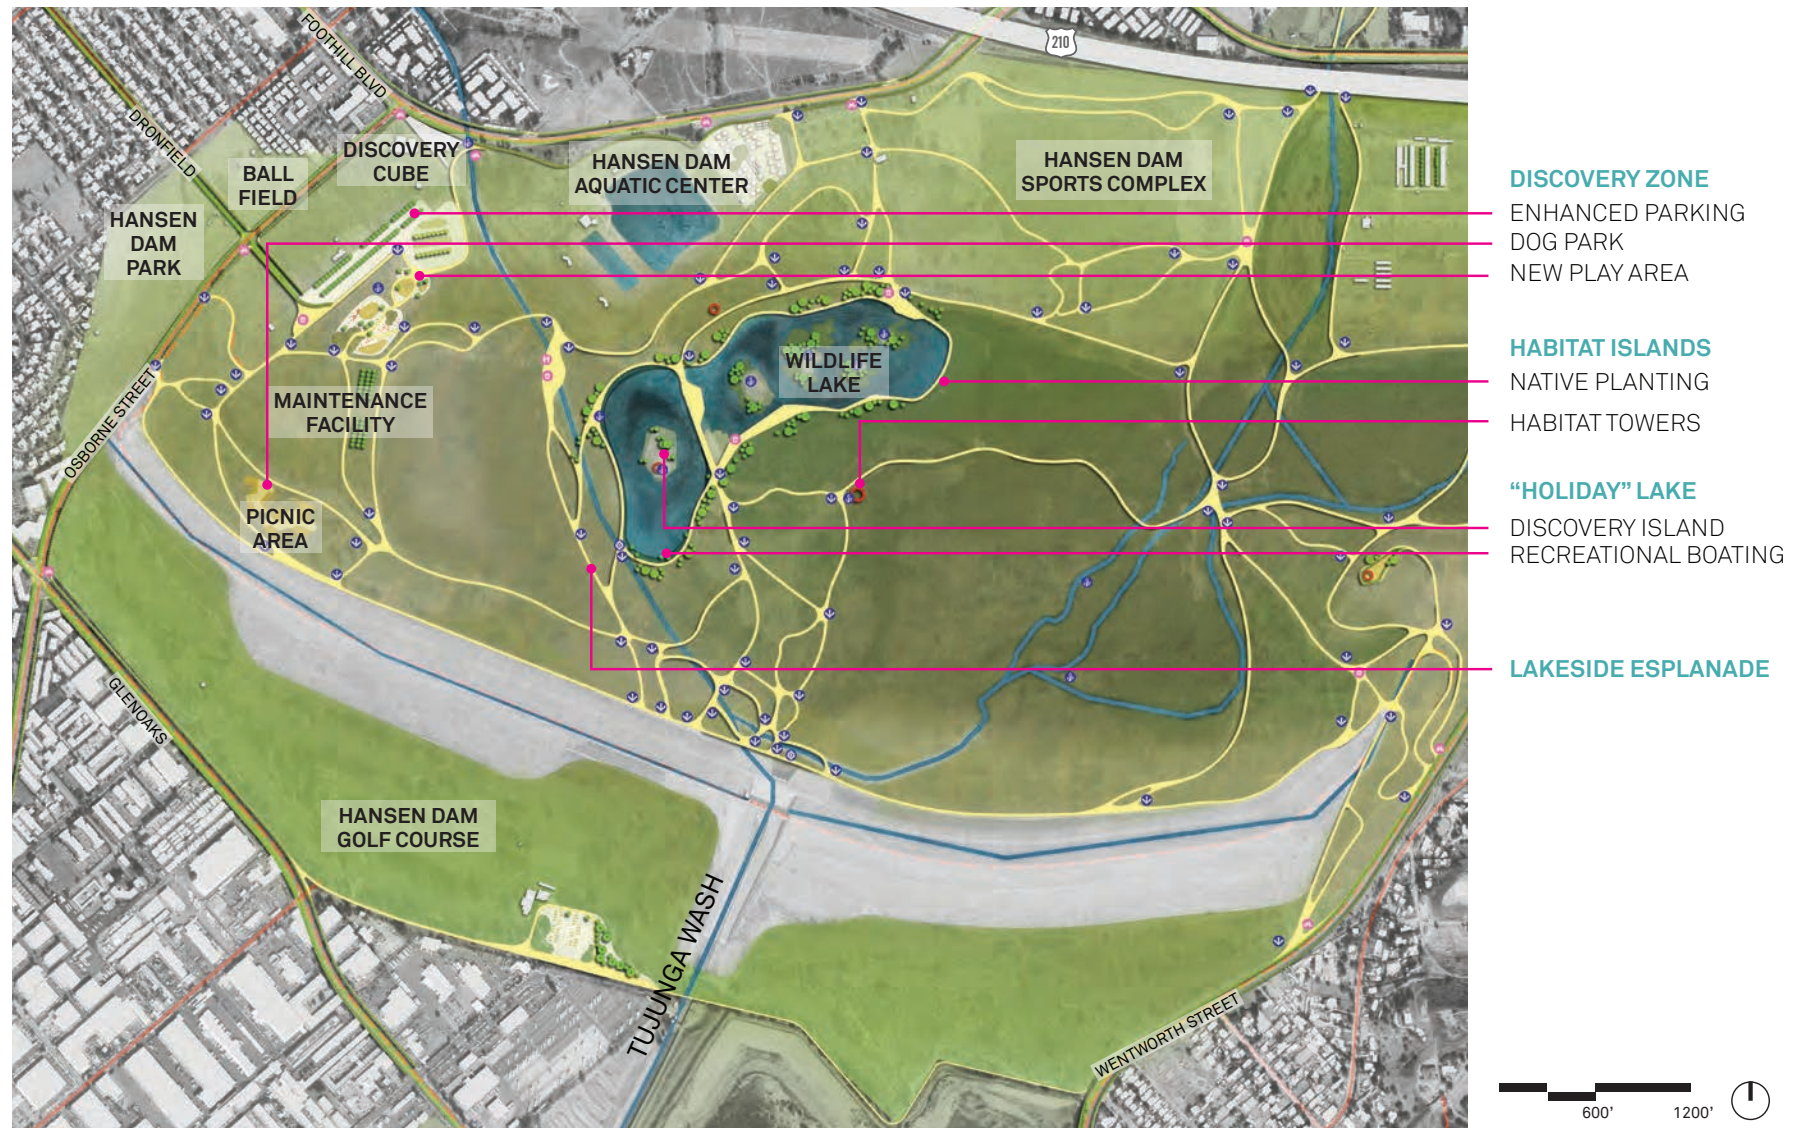 210
FOOTHILL BLVD
DRONFIELD
DISCOVERY
CUBE
BALL
FIELD
HANSEN
DAM
PARK
HANSEN DAM
AQUATIC CENTER
HANSEN DAM
SPORTS COMPLEX
WILDLIFE
LAKE
MAINTENANCE
FACILITY
OSBORNE STREET
PICNIC
AREA
GLENOAKS
HANSEN DAM
GOLF COURSE
TUJUNGA WASH
WENTWORTH STREET
DISCOVERY ZONE
ENHANCED PARKING
DOG PARK
NEW PLAY AREA
HABITAT ISLANDS
NATIVE PLANTING
HABITAT TOWERS
“HOLIDAY” LAKE
DISCOVERY ISLAND
RECREATIONAL BOATING
LAKESIDE ESPLANADE
600’ 1200’